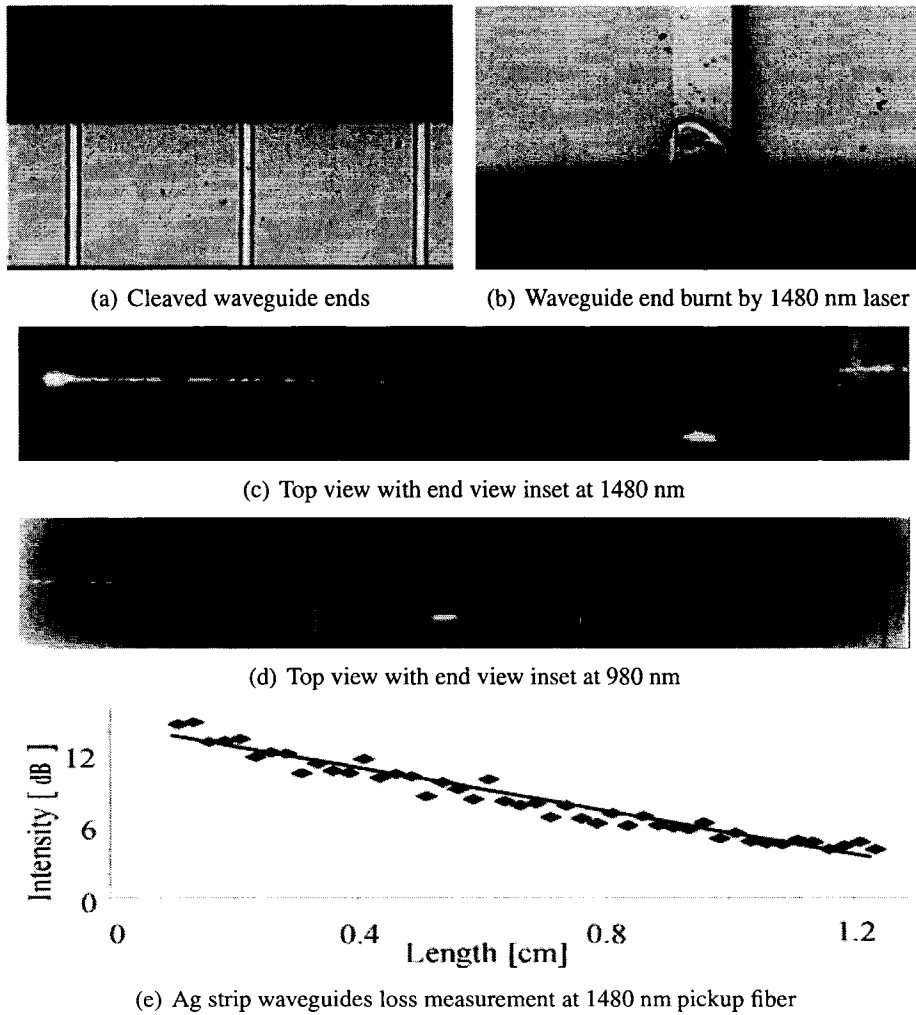 (a) Cleaved waveguide ends
(b) Waveguide end burnt by 1480 nm laser
(c) Top view with end view inset at 1480 nm
(d) Top view with end view inset at 980 nm
Intensity [ dB ]
12
6
0
0
0.4
0.8
1.2
Length [cm]
(e) Ag strip waveguides loss measurement at 1480 nm pickup fiber